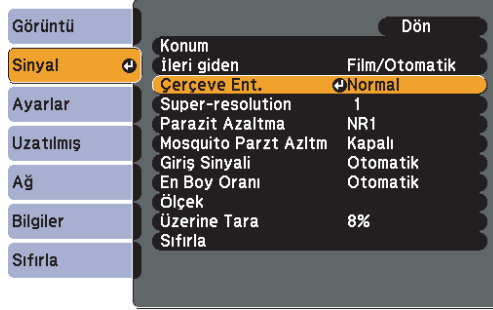 Görüntü
Sinyal
Ayarlar
Uzatılmış
Ağ
Bilgiler
Sıfırla
Dön
Konum
İleri giden Film/Otomatik
Çerçeve Ent. Normal
Super-resolution 1
Parazit Azaltma NR1
Mosquito Parzt Azltm Kapalı
Giriş Sinyali Otomatik
En Boy Oranı Otomatik
Ölçek
Üzerine Tara 8%
Sıfırla